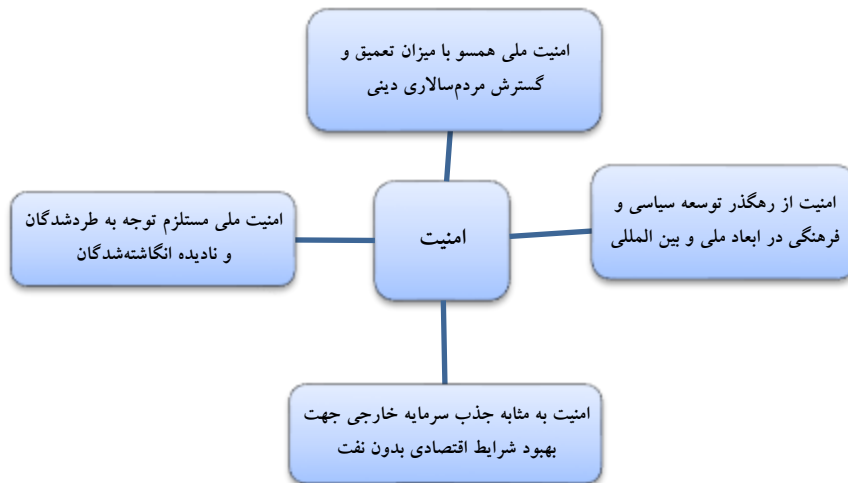 امنیت ملی همسو با میزان تعمیق و
گسترش مردم‌سالاری دینی
امنیت از رهگذر توسعه سیاسی و
فرهنگی در ابعاد ملی و بین المللی
امنیت
امنیت ملی مستلزم توجه به طردشدگان
و نادیده انگاشته‌شدگان
امنیت به مثابه جذب سرمایه خارجی جهت
بهبود شرایط اقتصادی بدون نفت